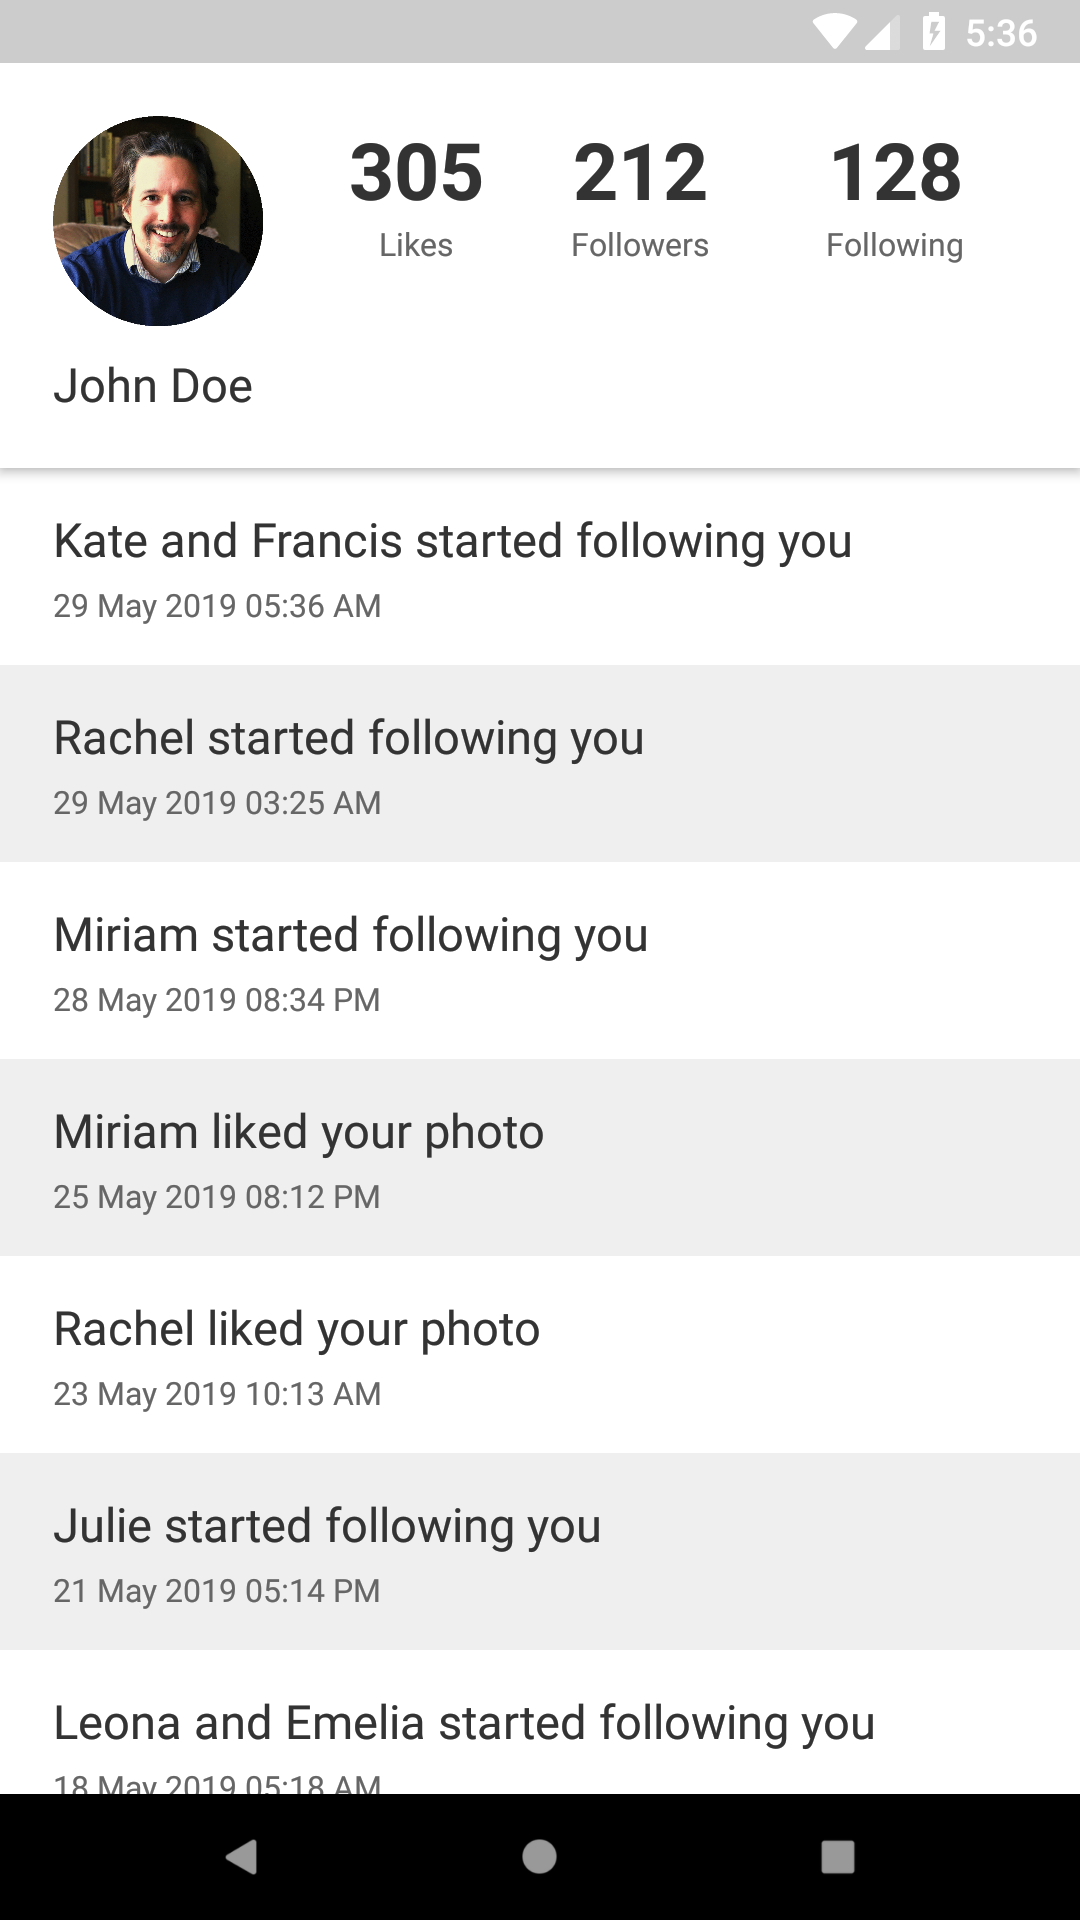 5:36
305 212 128
Likes Followers Following
John Doe
Kate and Francis started following you
29 May 2019 05:36 AM
Rachel started following you
29 May 2019 03:25 AM
Miriam started following you
28 May 2019 08:34 PM
Miriam liked your photo
25 May 2019 08:12 PM
Rachel liked your photo
23 May 2019 10:13 AM
Julie started following you
21 May 2019 05:14 PM
Leona and Emelia started following you
18 May 2019 05:18 AM